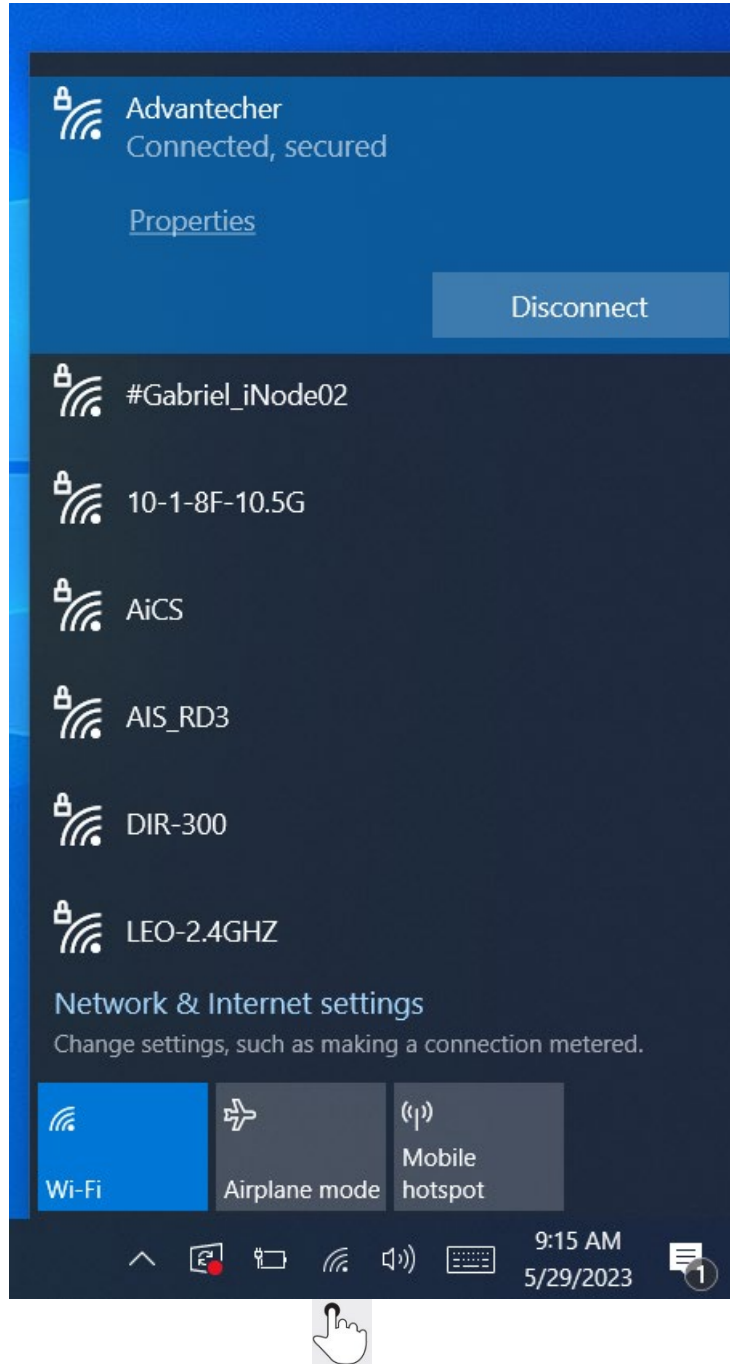 Advantecher
Connected, secured
Properties
Disconnect
#Gabriel_iNode02
10-1-8F-10.5G
AiCS
AIS_RD3
DIR-300
LEO-2.4GHZ
Network & Internet settings
Change settings, such as making a connection metered.
Wi-Fi
Airplane mode
Mobile
hotspot
9:15 AM
5/29/2023
1